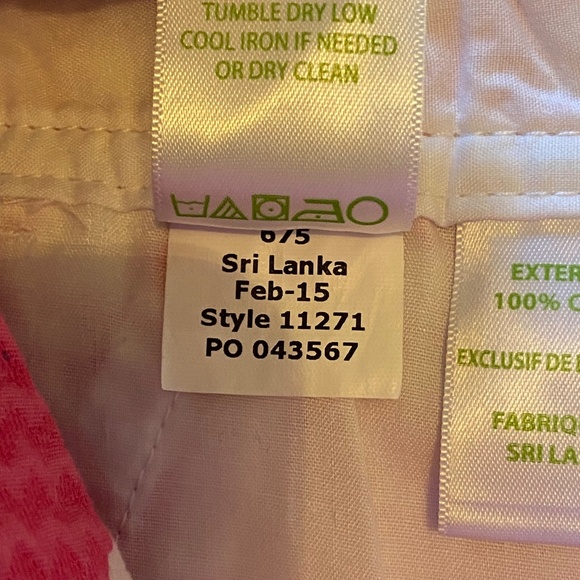 TUMBLE DRY LOW
COOL IRON IF NEEDED
OR DRY CLEAN
675
Sri Lanka
Feb-15
Style 11271
PO 043567
EXTER
100%
EXCLUSIF DE
FABRIQ
SRI LA